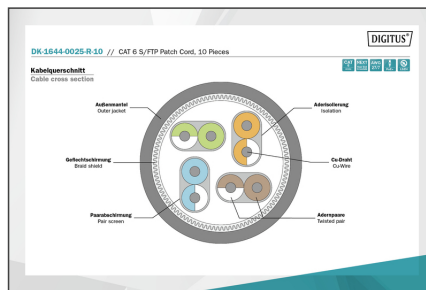 DIGITUS®
DK-1644-0025-R-10 // CAT 6 S/FTP Patch Cord, 10 Pieces
Kabelquerschnitt
Cable cross section
Außenmantel
Outer jacket
Aderisolierung
Isolation
Geflechtschirmung
Braid shield
Cu-Draht
Cu-Wire
Paarabschirmung
Pair screen
Adernpaare
Twisted pair